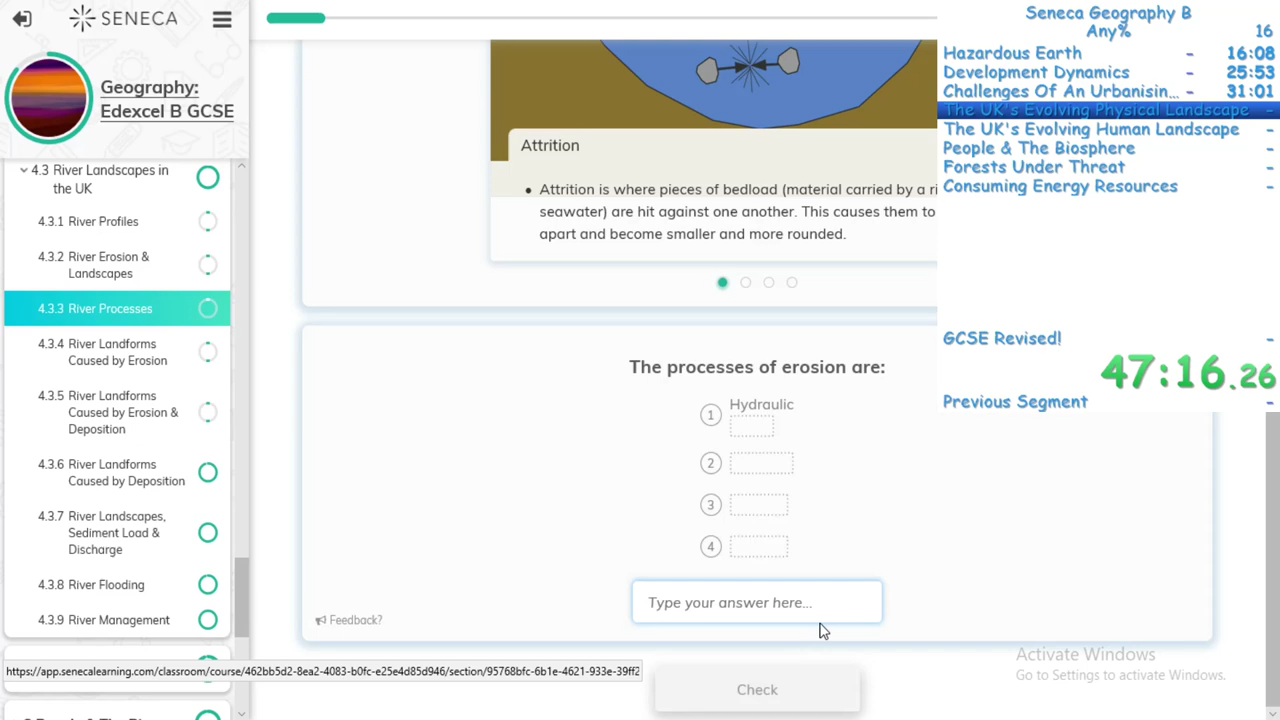 SENECA
Geography:
Edexcel B GCSE
4.3 River Landscapes in
the UK
4.3.1 River Profiles
4.3.2 River Erosion &
Landscapes
4.3.3 River Processes
4.3.4 River Landforms
Caused by Erosion
4.3.5 River Landforms
Caused by Erosion &
Deposition
4.3.6 River Landforms
Caused by Deposition
4.3.7 River Landscapes,
Sediment Load &
Discharge
4.3.8 River Flooding
4.3.9 River Management
https://app.senecalearning.com/classroom/course/462bb5d2-8ea2-4083-b0fc-e25e4d85d946/section/95768bfc-6b1e-4621-933e-39ff2
Attrition
• Attrition is where pieces of bedload (material carried by a ri
seawater) are hit against one another. This causes them to
apart and become smaller and more rounded.
The processes of erosion are:
1 Hydraulic
2
3
4
Type your answer here...
Feedback?
Check
Seneca Geography B
Any% 16
Hazardous Earth - 16:08
Development Dynamics - 25:53
Challenges Of An Urbanisin... - 31:01
The UK's Evolving Physical Landscape -
The UK's Evolving Human Landscape -
People & The Biosphere -
Forests Under Threat -
Consuming Energy Resources -
GCSE Revised! -
47:16.26
Previous Segment -
Activate Windows
Go to Settings to activate Windows.